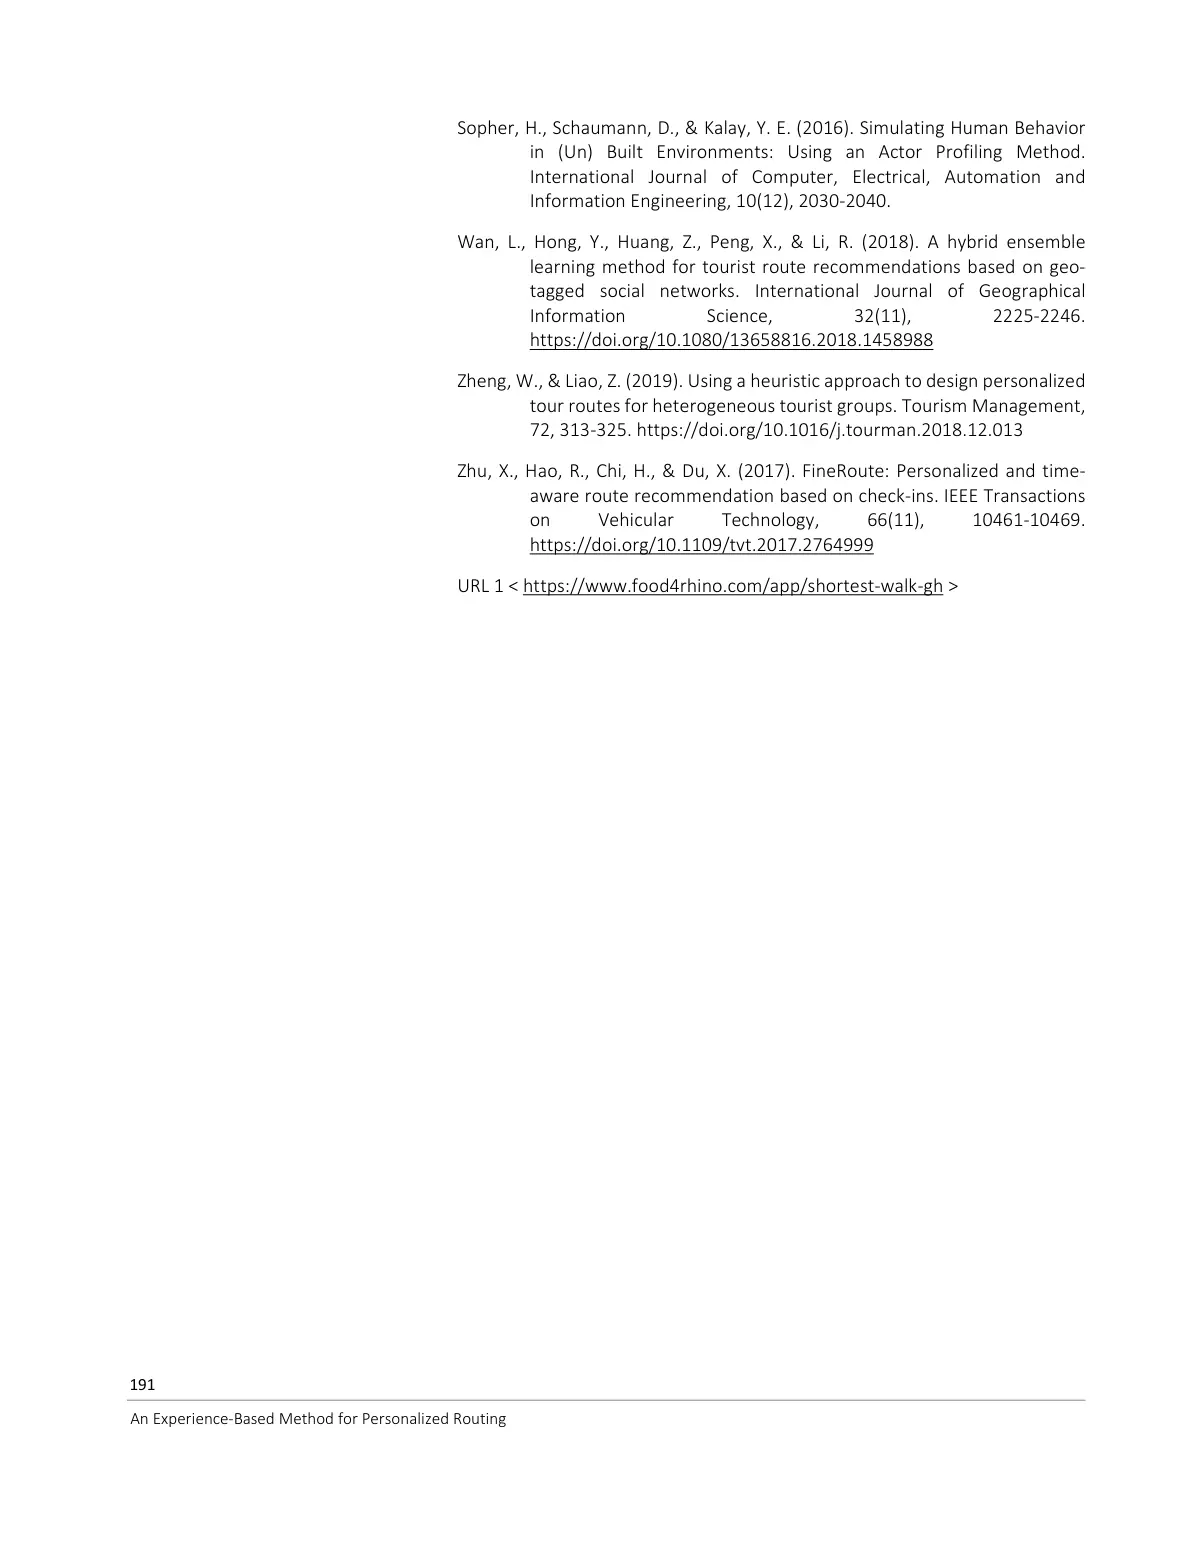 Sopher, H., Schaumann, D., & Kalay, Y. E. (2016). Simulating Human Behavior
in (Un) Built Environments: Using an Actor Profiling Method.
International Journal of Computer, Electrical, Automation and
Information Engineering, 10(12), 2030-2040.
Wan, L., Hong, Y., Huang, Z., Peng, X., & Li, R. (2018). A hybrid ensemble
learning method for tourist route recommendations based on geo-
tagged social networks. International Journal of Geographical
Information Science, 32(11), 2225-2246.
https://doi.org/10.1080/13658816.2018.1458988
Zheng, W., & Liao, Z. (2019). Using a heuristic approach to design personalized
tour routes for heterogeneous tourist groups. Tourism Management,
72, 313-325. https://doi.org/10.1016/j.tourman.2018.12.013
Zhu, X., Hao, R., Chi, H., & Du, X. (2017). FineRoute: Personalized and time-
aware route recommendation based on check-ins. IEEE Transactions
on Vehicular Technology, 66(11), 10461-10469.
https://doi.org/10.1109/tvt.2017.2764999
URL 1 < https://www.food4rhino.com/app/shortest-walk-gh >
191
An Experience-Based Method for Personalized Routing